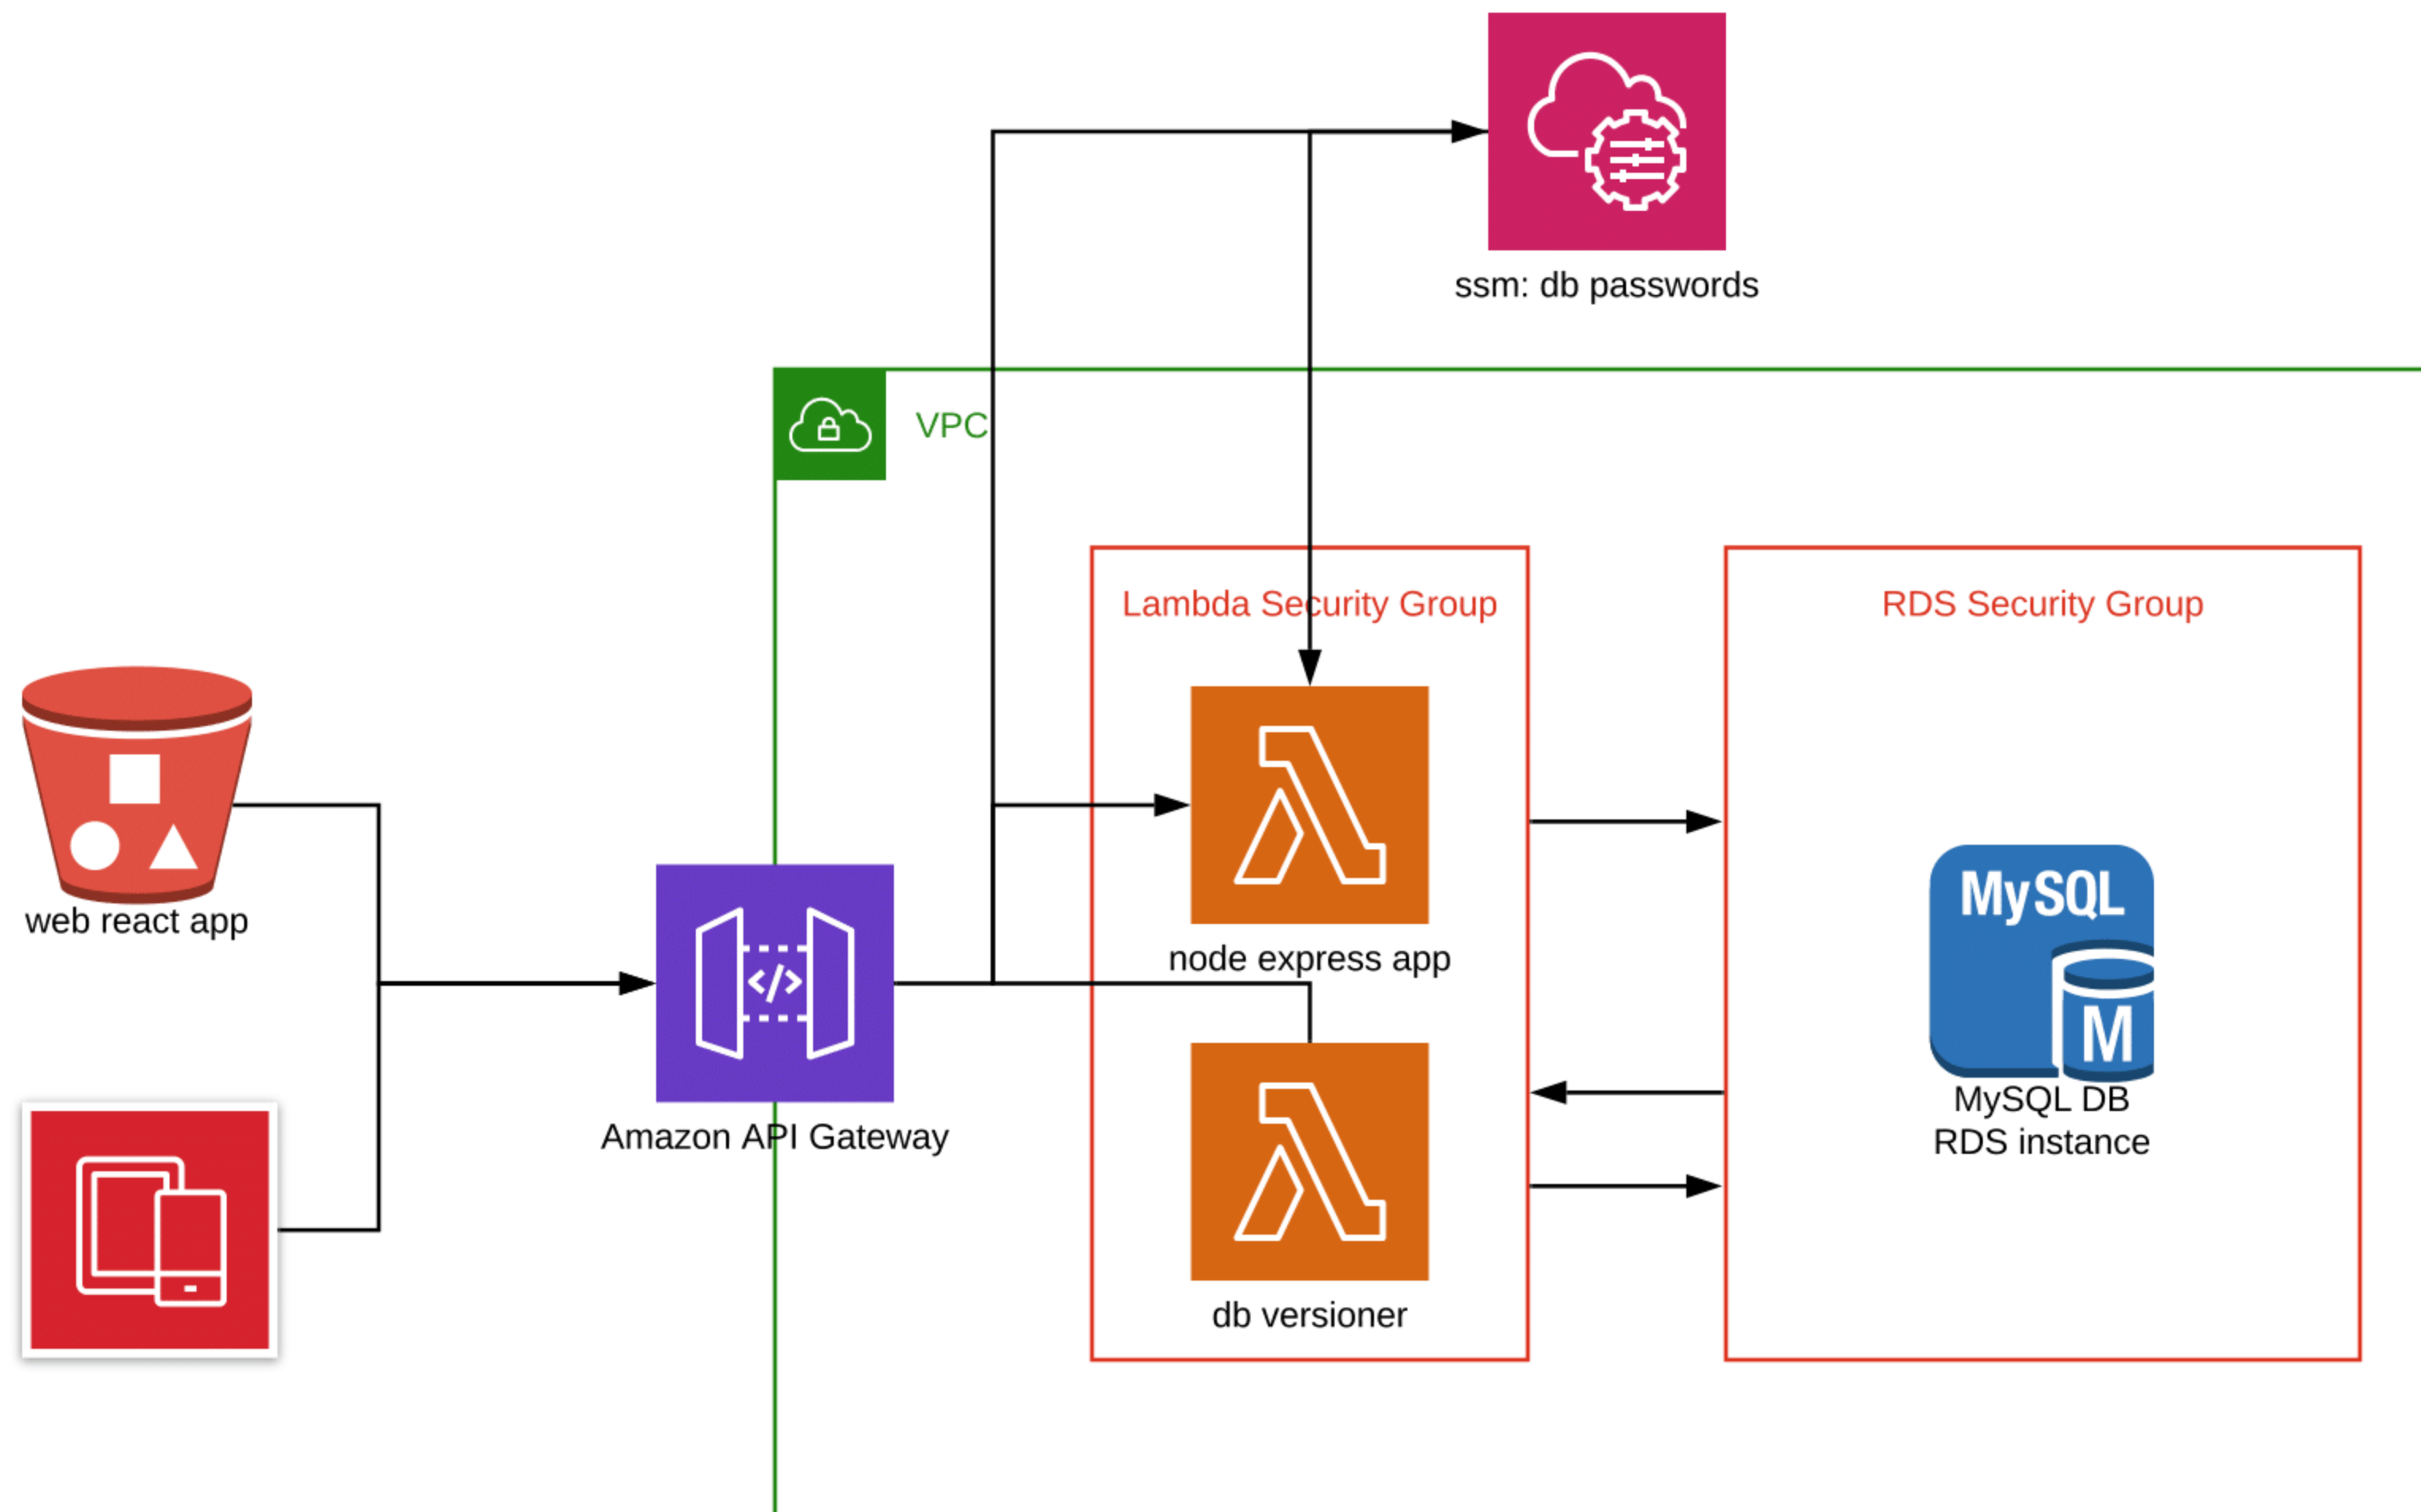 ssm: db passwords
VPC
Lambda Security Group
RDS Security Group
web react app
node express app
MySQL
M
Amazon API Gateway
</>
MySQL DB
RDS instance
db versioner